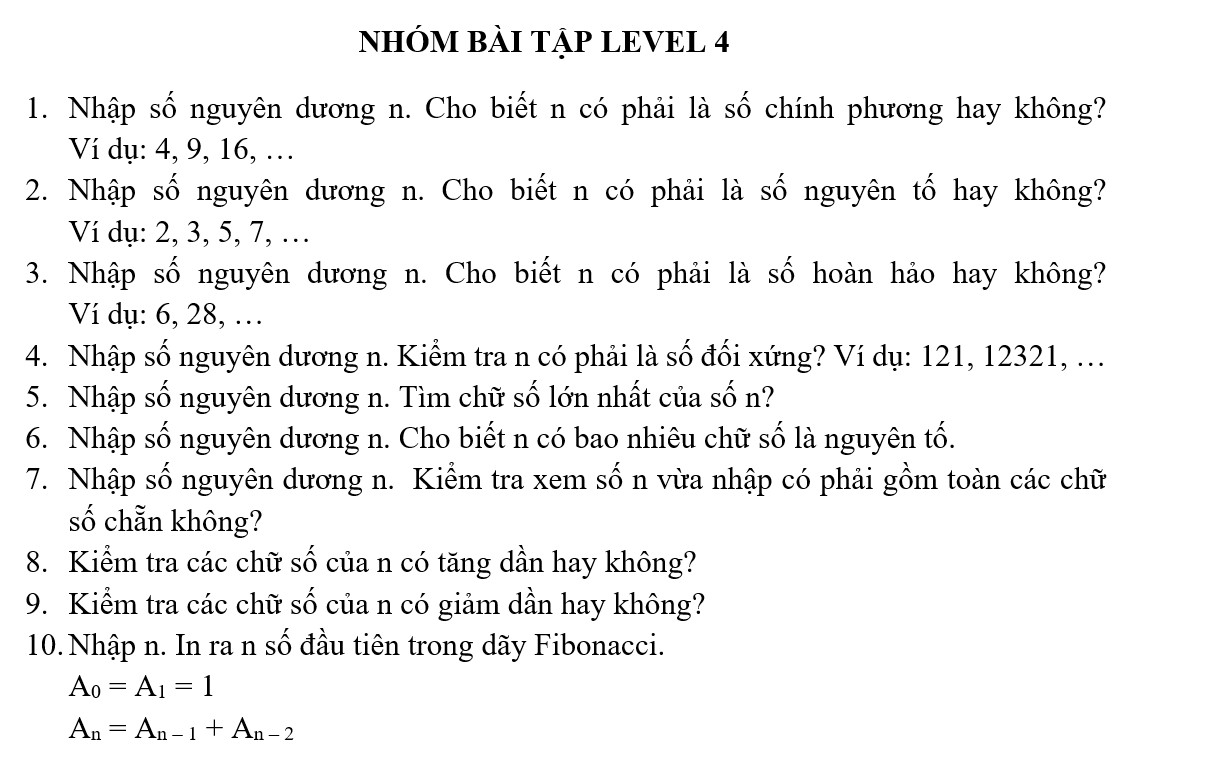 NHÓM BÀI TẬP LEVEL 4
1. Nhập số nguyên dương n. Cho biết n có phải là số chính phương hay không?
Ví dụ: 4, 9, 16, …
2. Nhập số nguyên dương n. Cho biết n có phải là số nguyên tố hay không?
Ví dụ: 2, 3, 5, 7, …
3. Nhập số nguyên dương n. Cho biết n có phải là số hoàn hảo hay không?
Ví dụ: 6, 28, …
4. Nhập số nguyên dương n. Kiểm tra n có phải là số đối xứng? Ví dụ: 121, 12321, …
5. Nhập số nguyên dương n. Tìm chữ số lớn nhất của số n?
6. Nhập số nguyên dương n. Cho biết n có bao nhiêu chữ số là nguyên tố.
7. Nhập số nguyên dương n. Kiểm tra xem số n vừa nhập có phải gồm toàn các chữ
số chẵn không?
8. Kiểm tra các chữ số của n có tăng dần hay không?
9. Kiểm tra các chữ số của n có giảm dần hay không?
10. Nhập n. In ra n số đầu tiên trong dãy Fibonacci.
A₀ = A₁ = 1
Aₙ = Aₙ ₋ ₁ + Aₙ ₋ ₂